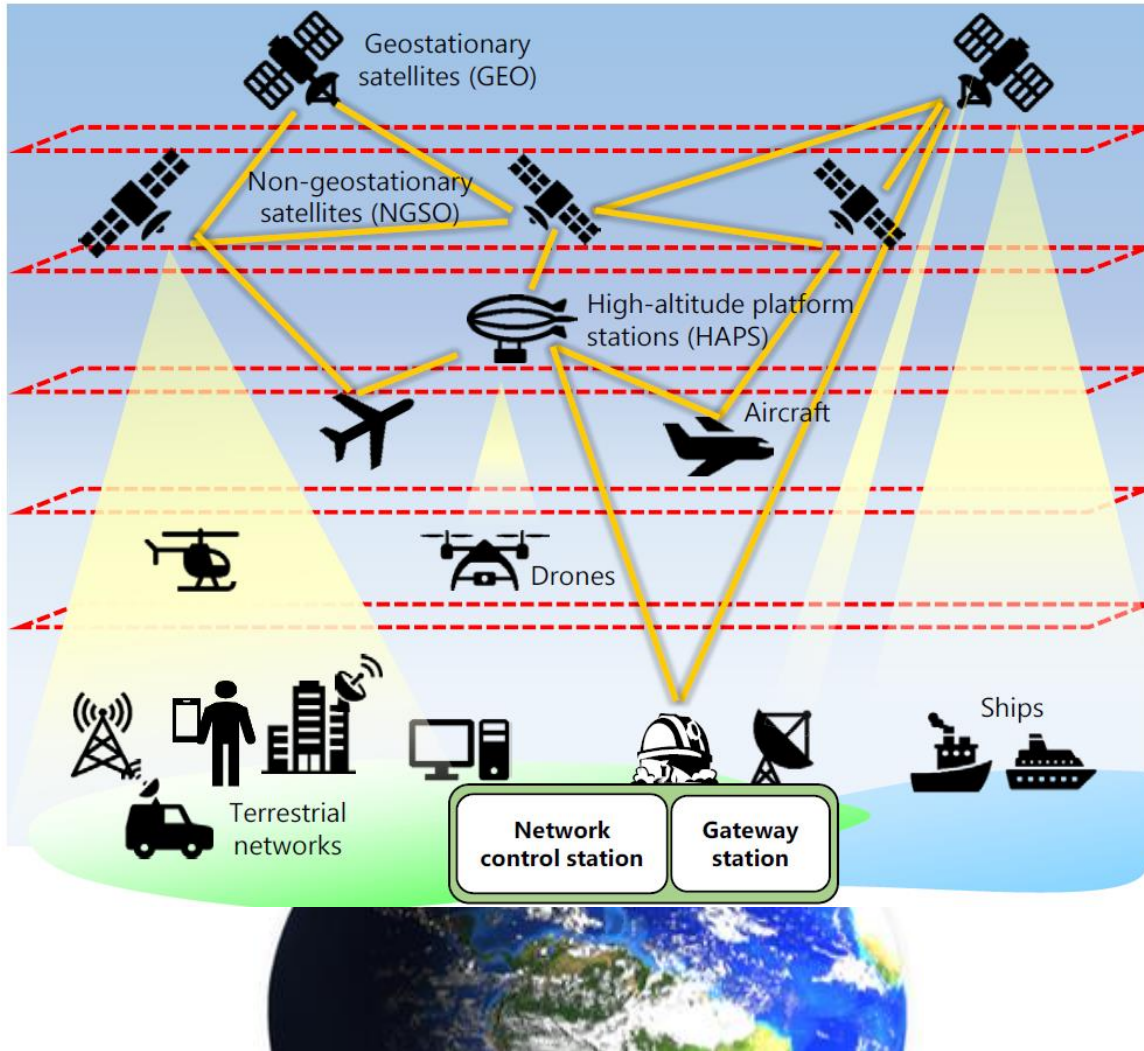 Geostationary
satellites (GEO)
Non-geostationary
satellites (NGSO)
High-altitude platform
stations (HAPS)
Aircraft
Drones
Ships
Terrestrial
networks
Network
control station
Gateway
station